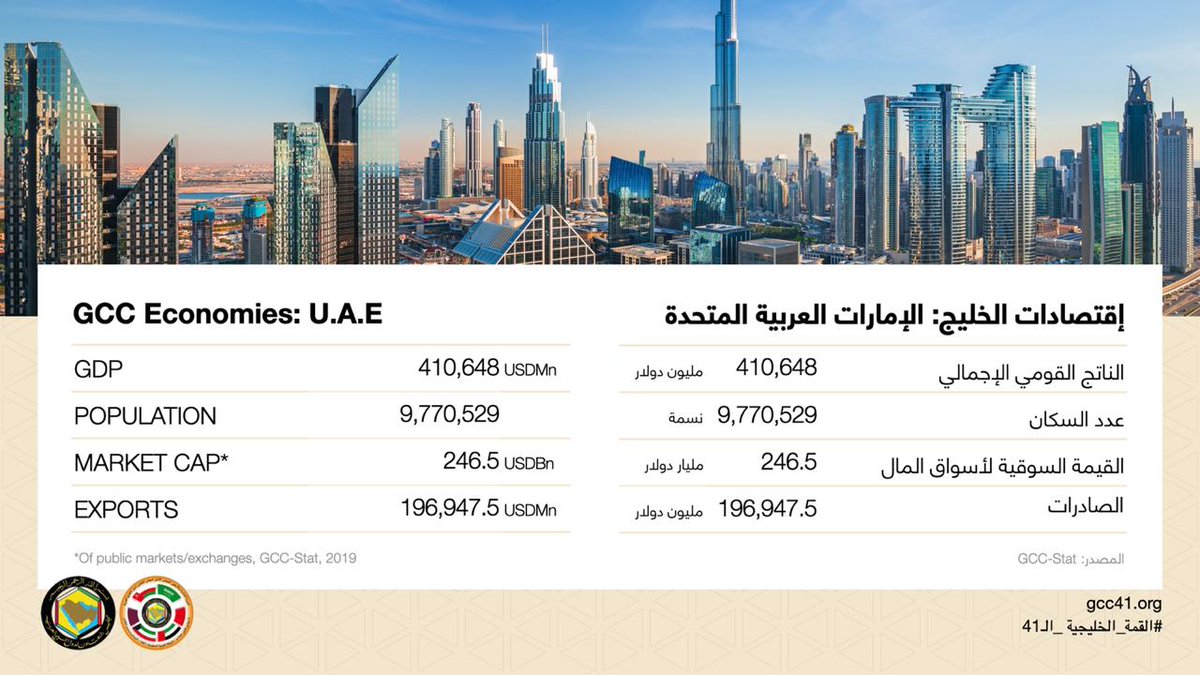 GCC Economies: U.A.E
GDP 410,648 USDMn
POPULATION 9,770,529
MARKET CAP* 246.5 USDBn
EXPORTS 196,947.5 USDMn
*Of public markets/exchanges, GCC-Stat, 2019
إقتصادات الخليج: الإمارات العربية المتحدة
الناتج القومي الإجمالي 410,648 مليون دولار
عدد السكان 9,770,529 نسمة
القيمة السوقية لأسواق المال 246.5 مليار دولار
الصادرات 196,947.5 مليون دولار
المصدر: GCC-Stat
gcc41.org
#القمة_الخليجية _الـ41